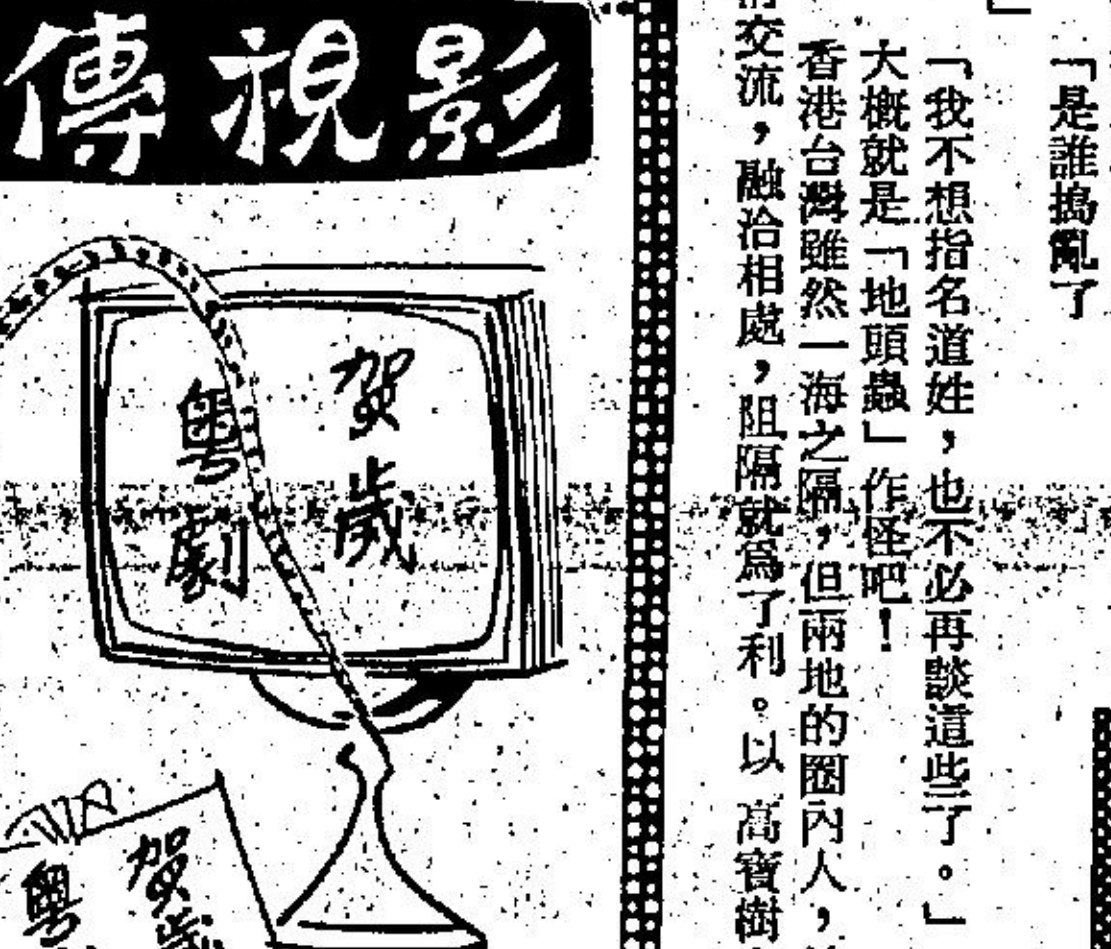 「是誰搗亂了
「我不想指名道姓，也不必再談這些了。」
大概就是「地頭蟲」作怪吧！
香港台灣雖然一海之隔，但兩地的圈內人，
交流，融洽相處，阻隔就爲了利。以高寶樹
影視傳
賀歲
粵劇
賀歲
粵